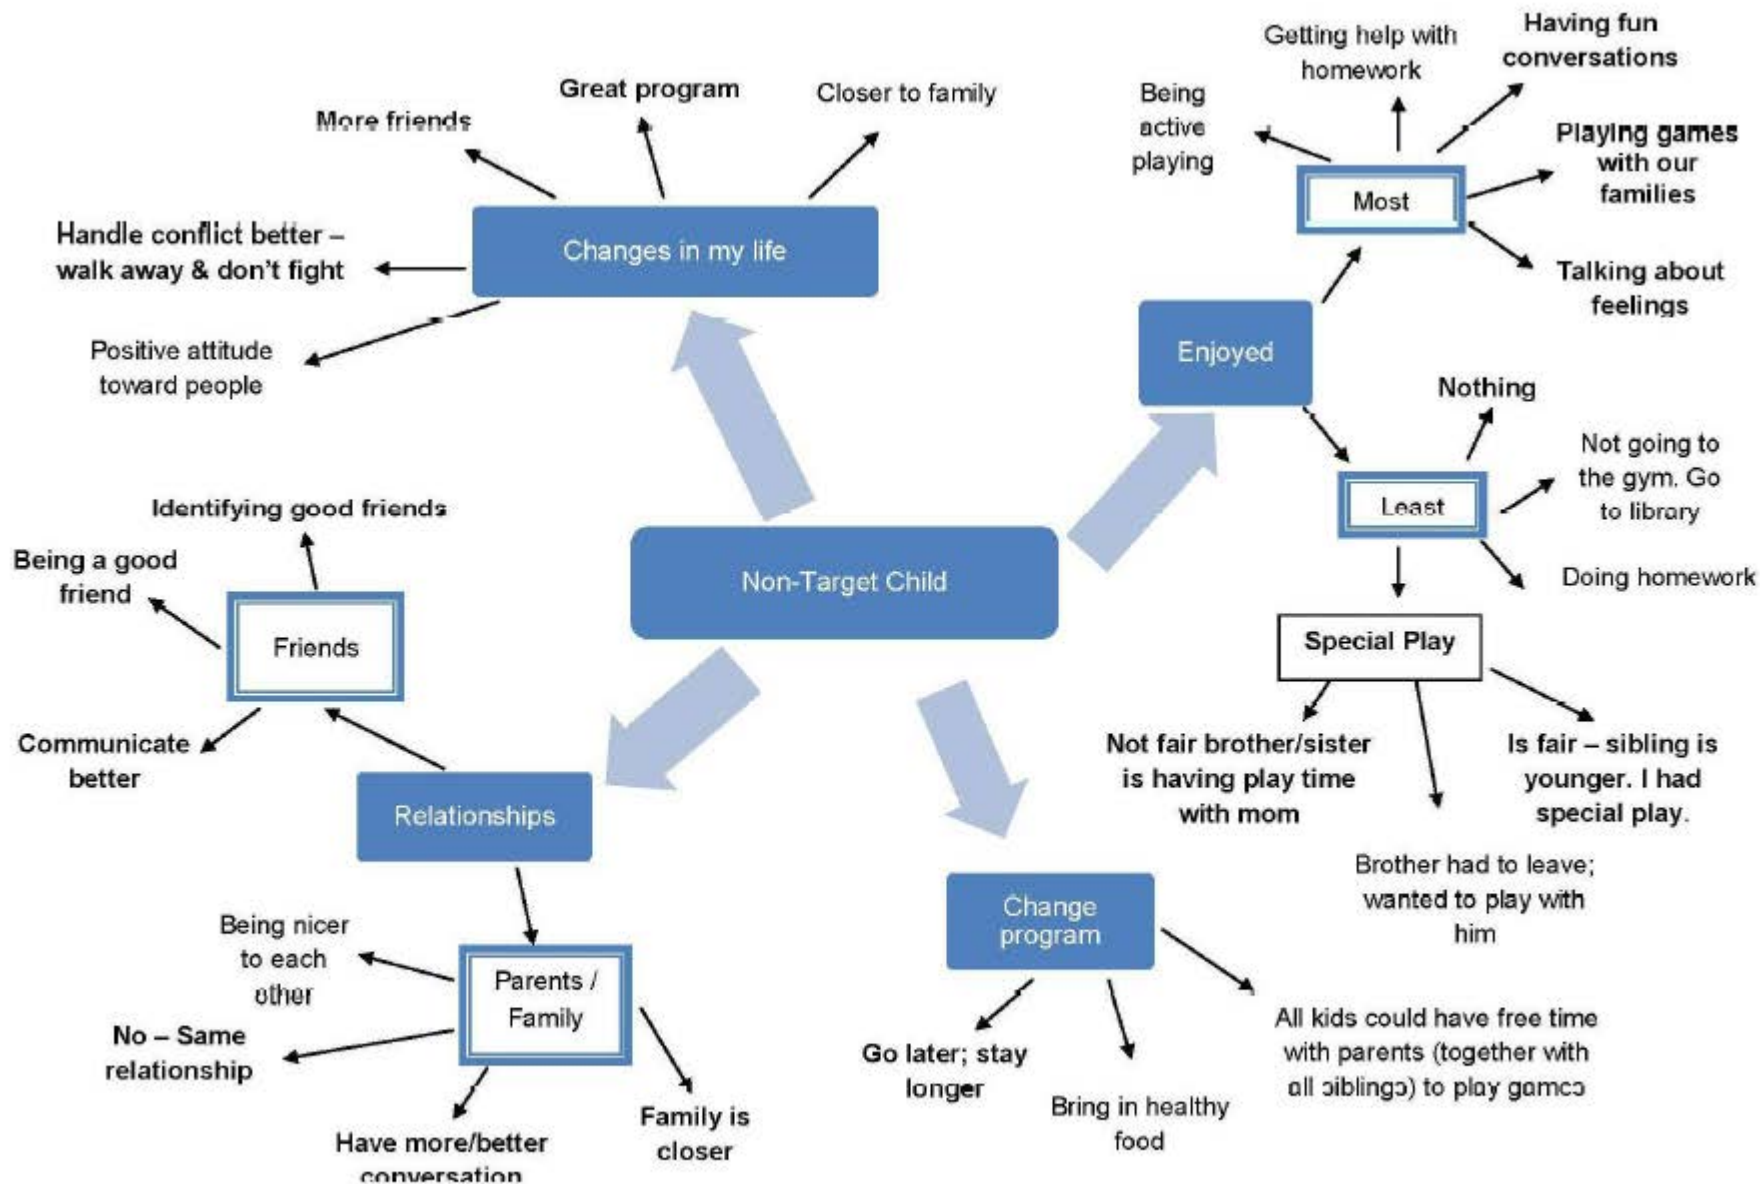 Great program
Closer to family
More friends
Handle conflict better –
walk away & don't fight
Changes in my life
Positive attitude
toward people
Getting help with
homework
Having fun
conversations
Being
active
playing
Playing games
with our
families
Most
Talking about
feelings
Enjoyed
Nothing
Not going to
the gym. Go
to library
Least
Doing homework
Special Play
Not fair brother/sister
is having play time
with mom
Is fair – sibling is
younger. I had
special play.
Brother had to leave;
wanted to play with
him
Non-Target Child
Identifying good friends
Being a good
friend
Friends
Communicate
better
Relationships
Being nicer
to each
other
Parents /
Family
No – Same
relationship
Have more/better
conversation
Family is
closer
Change
program
Go later; stay
longer
Bring in healthy
food
All kids could have free time
with parents (together with
all siblings) to play games